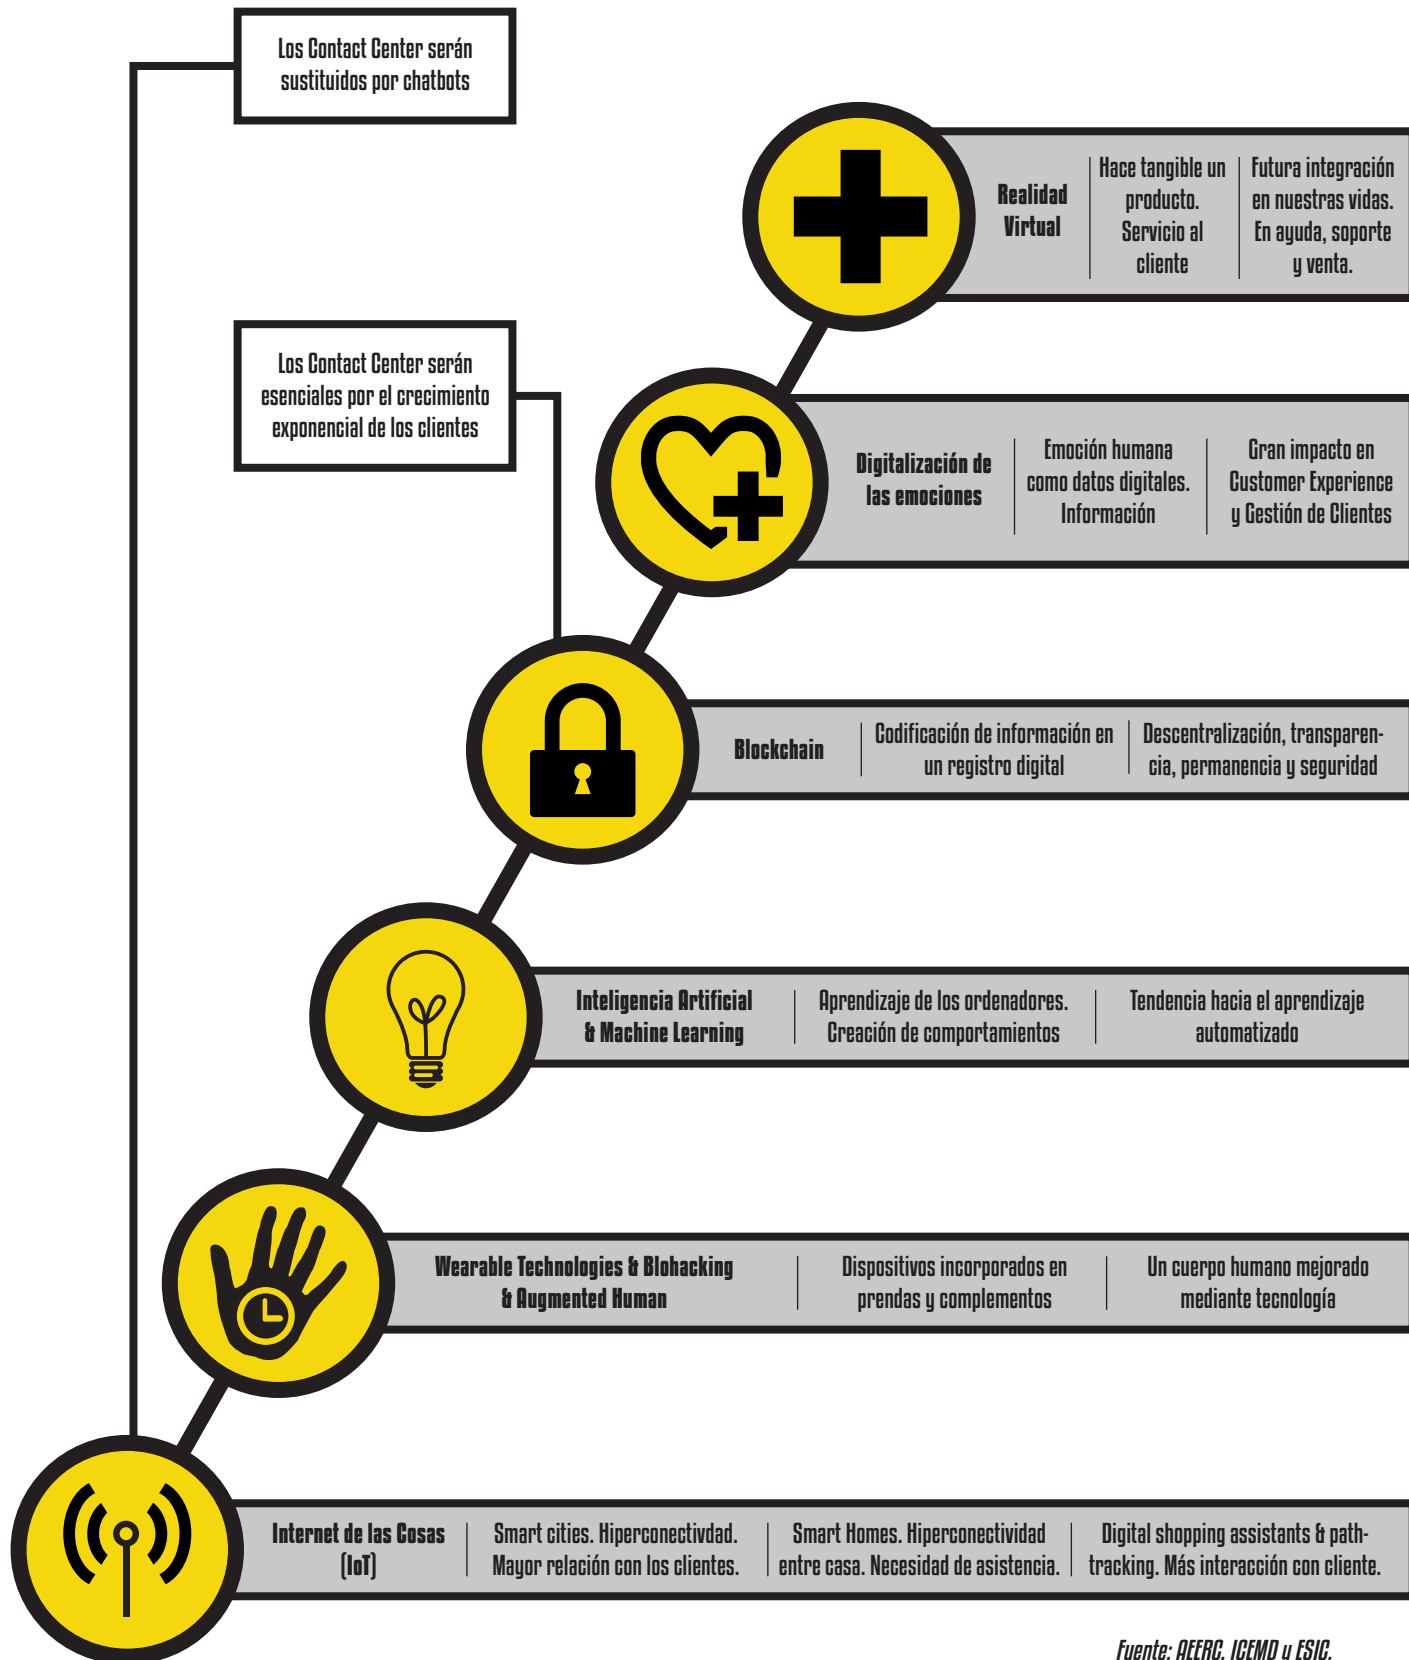 Los Contact Center serán
sustituidos por chatbots
Realidad
Virtual
Hace tangible un
producto.
Servicio al
cliente
Futura integración
en nuestras vidas.
En ayuda, soporte
y venta.
Los Contact Center serán
esenciales por el crecimiento
exponencial de los clientes
Digitalización de
las emociones
Emoción humana
como datos digitales.
Información
Gran impacto en
Customer Experience
y Gestión de Clientes
Blockchain
Codificación de información en
un registro digital
Descentralización, transparen-
cia, permanencia y seguridad
Inteligencia Artificial
& Machine Learning
Aprendizaje de los ordenadores.
Creación de comportamientos
Tendencia hacia el aprendizaje
automatizado
Wearable Technologies & BIohacking
& Augmented Human
Dispositivos incorporados en
prendas y complementos
Un cuerpo humano mejorado
mediante tecnología
Internet de las Cosas
(IoT)
Smart cities. Hiperconectivdad.
Mayor relación con los clientes.
Smart Homes. Hiperconectividad
entre casa. Necesidad de asistencia.
Digital shopping assistants & path-
tracking. Más interacción con cliente.
Fuente: AEERC, ICEMD y ESIC.